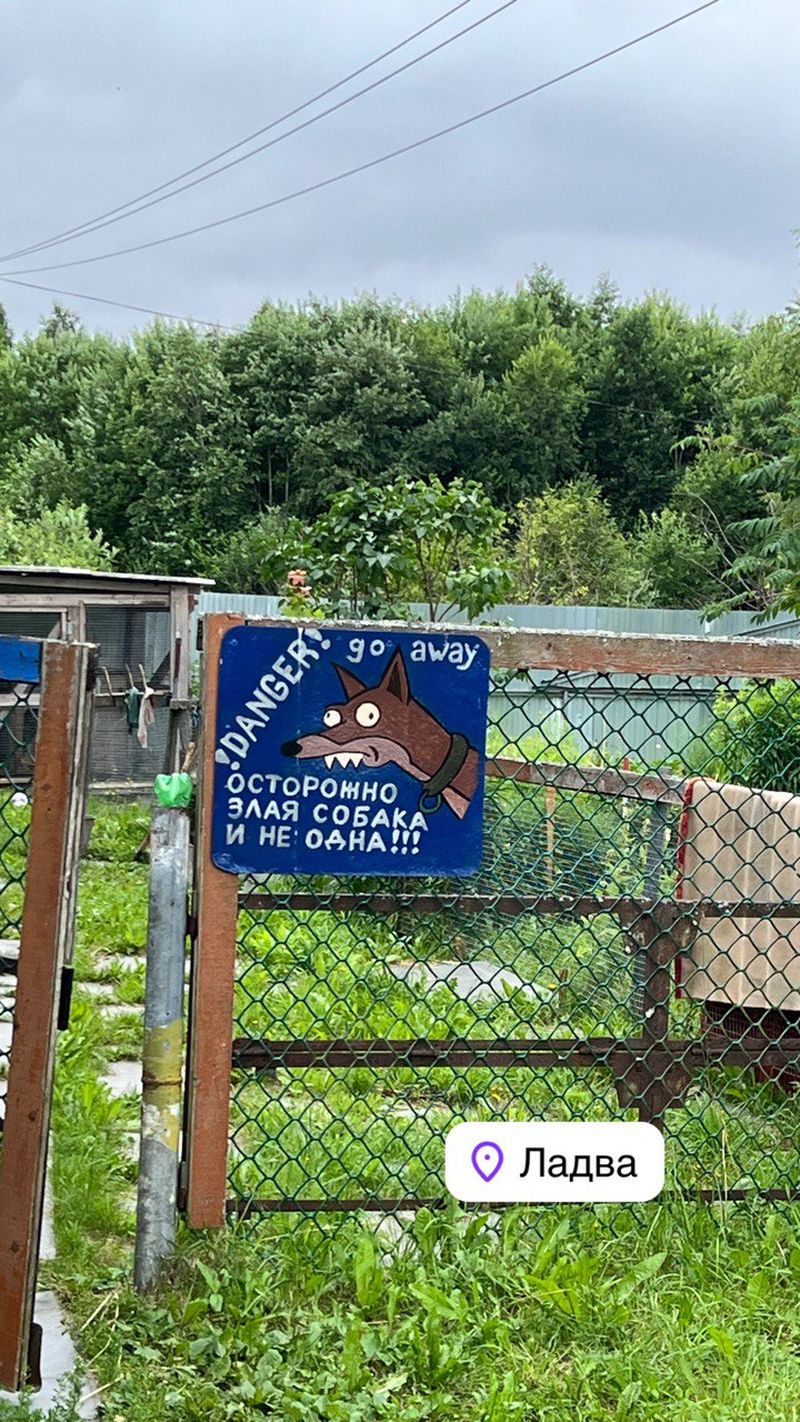 !DANGER!
go away
ОСТОРОЖНО
ЗЛАЯ СОБАКА
И НЕ ОДНА!!!
Ладва